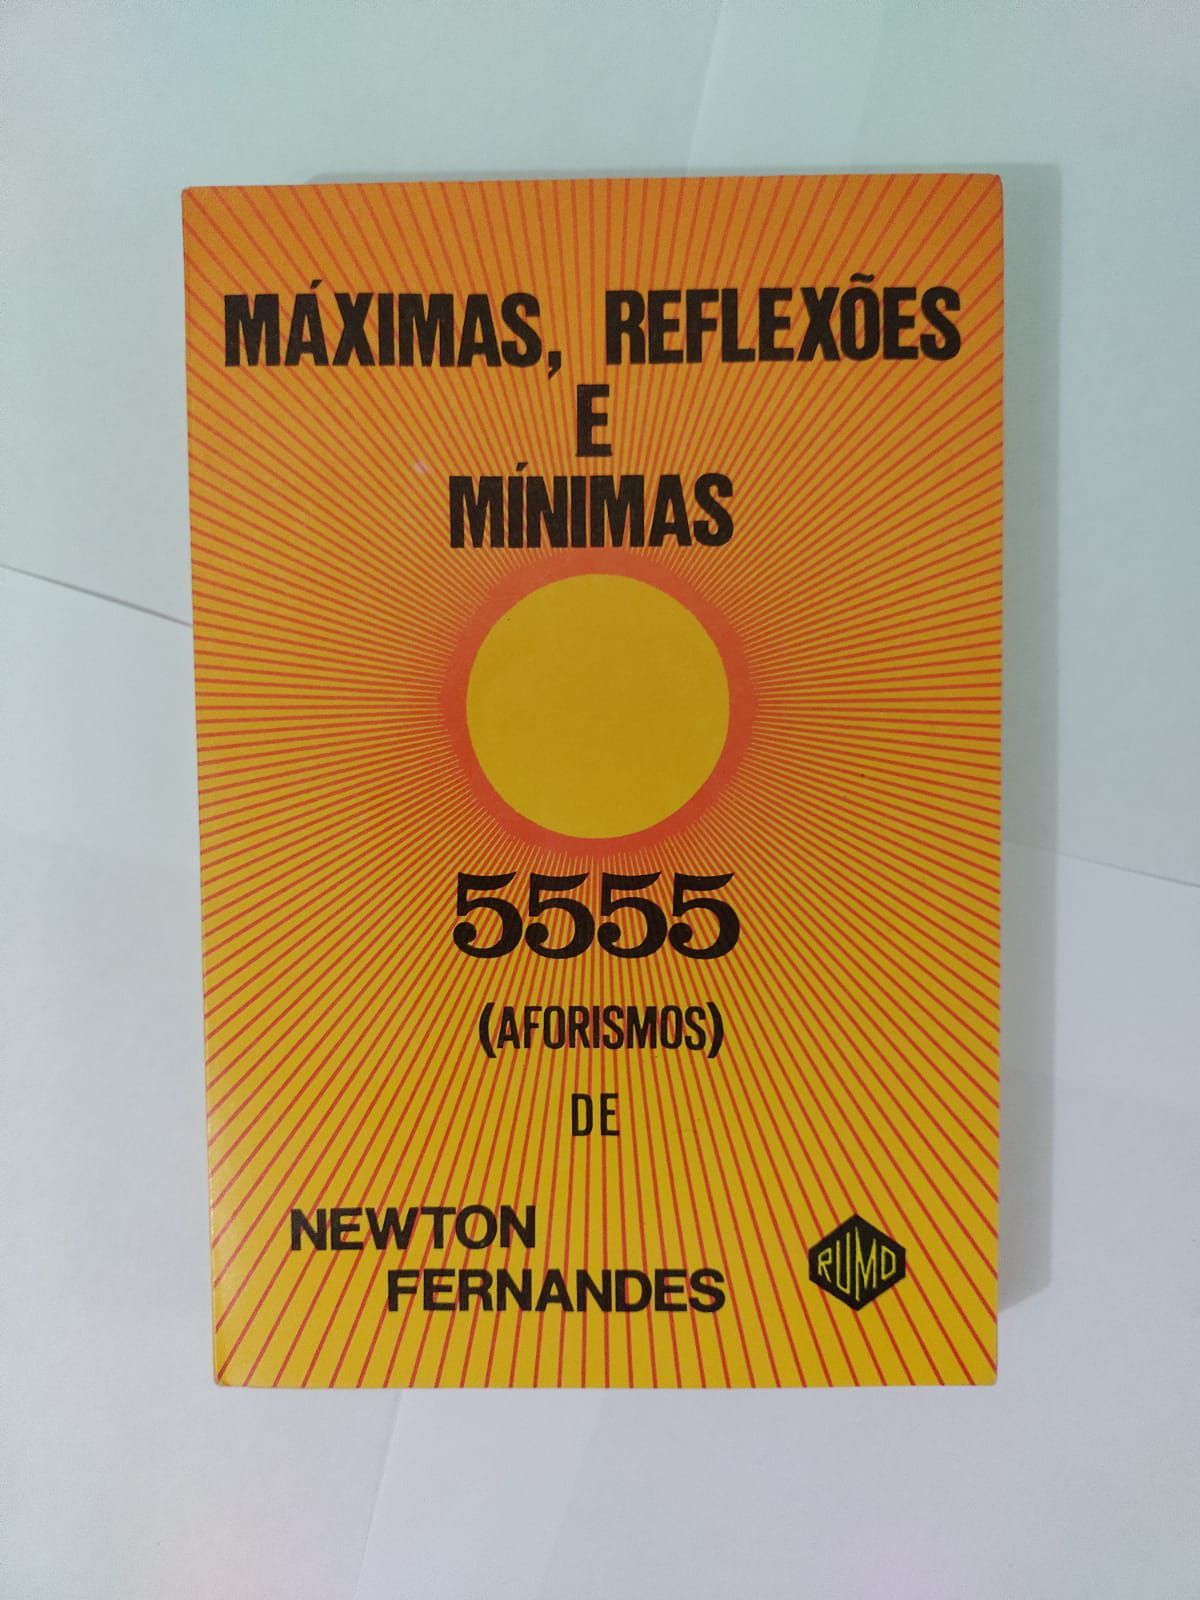 MÁXIMAS, REFLEXÕES
E
MÍNIMAS
5555
(AFORISMOS)
DE
NEWTON
FERNANDES
RUMO